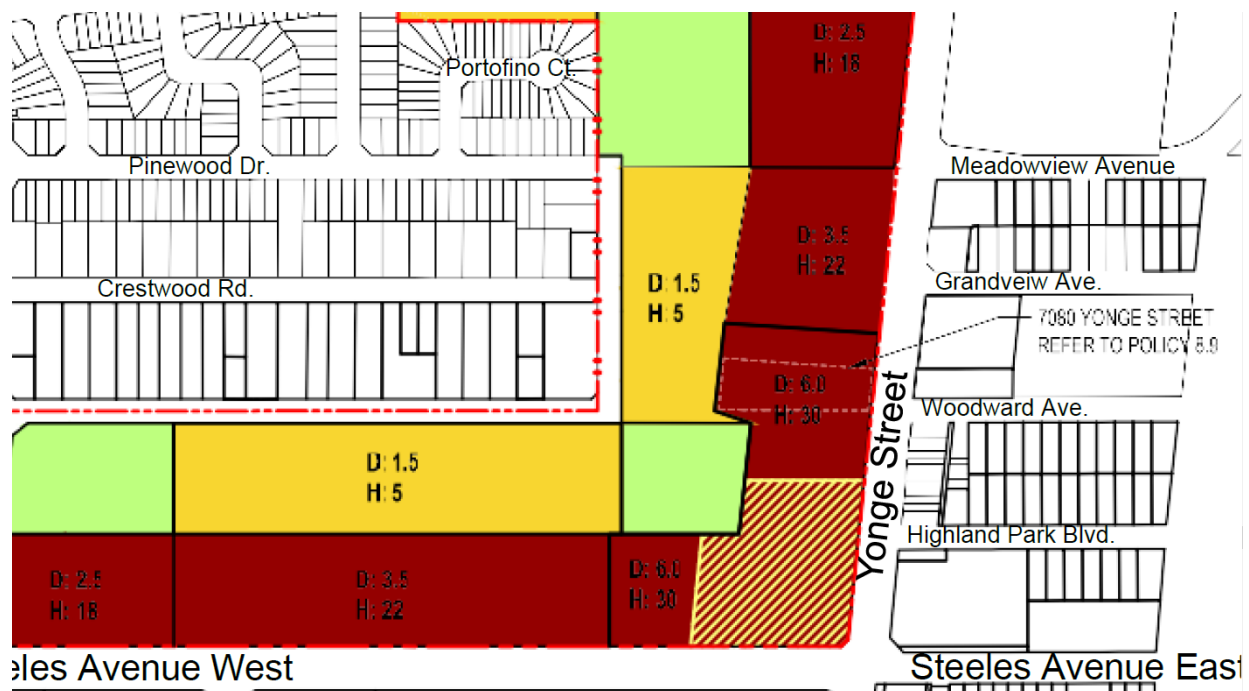 D: 2.5
H: 18
Portofino Ct.
Pinewood Dr.
Meadowview Avenue
D: 3.5
H: 22
Crestwood Rd.
D: 1.5
H: 5
Grandveiw Ave.
7080 YONGE STREET
REFER TO POLICY 8.9
D: 6.0
H: 30
Woodward Ave.
Yonge Street
D: 1.5
H: 5
Highland Park Blvd.
D: 2.5
H: 18
D: 3.5
H: 22
D: 6.0
H: 30
eles Avenue West
Steeles Avenue East